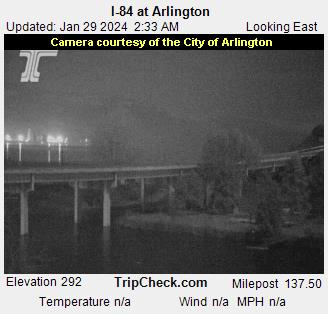 I-84 at Arlington
Updated: Jan 29 2024 2:33 AM Looking East
Camera courtesy of the City of Arlington
Elevation 292 TripCheck.com Milepost 137.50
Temperature n/a Wind n/a MPH n/a